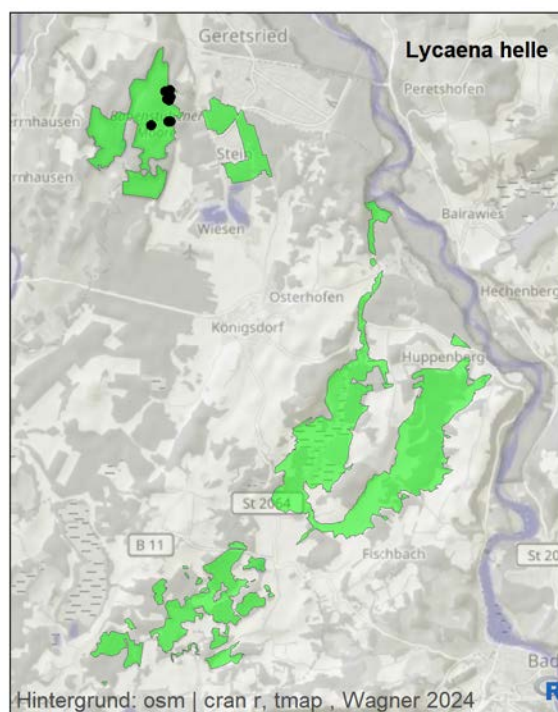 Geretsried
Lycaena helle
Peretshofen
Stein
Wiesen
Bairawies
Osterhofen
Hechenberg
Königsdorf
Huppenberg
St 2064
B 11
Fischbach
St 20
Bad
Hintergrund: osm | cran r, tmap , Wagner 2024
R